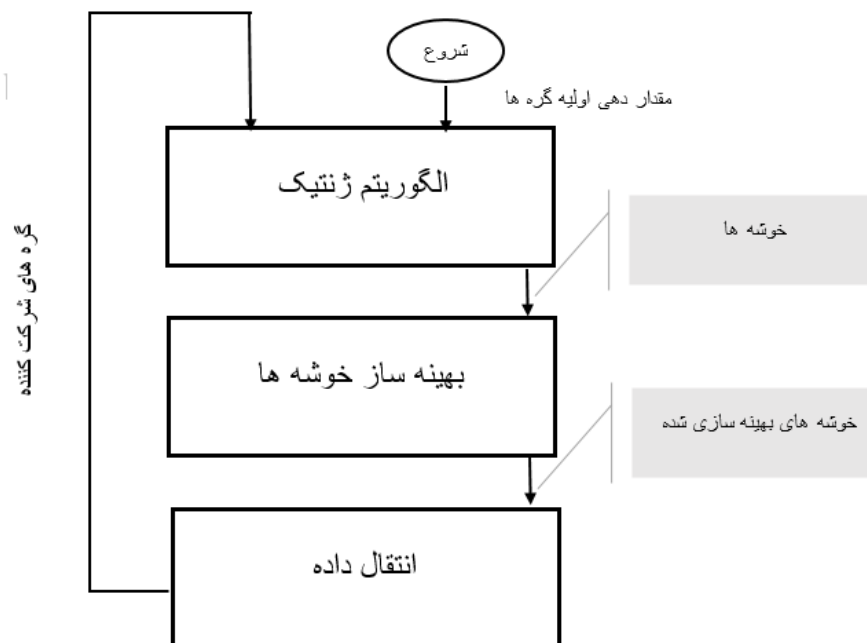 شروع
مقدار دهی اولیه گره ها
الگوریتم ژنتیک
خوشه ها
بهینه ساز خوشه ها
خوشه های بهینه سازی شده
انتقال داده
گره های شرکت کننده